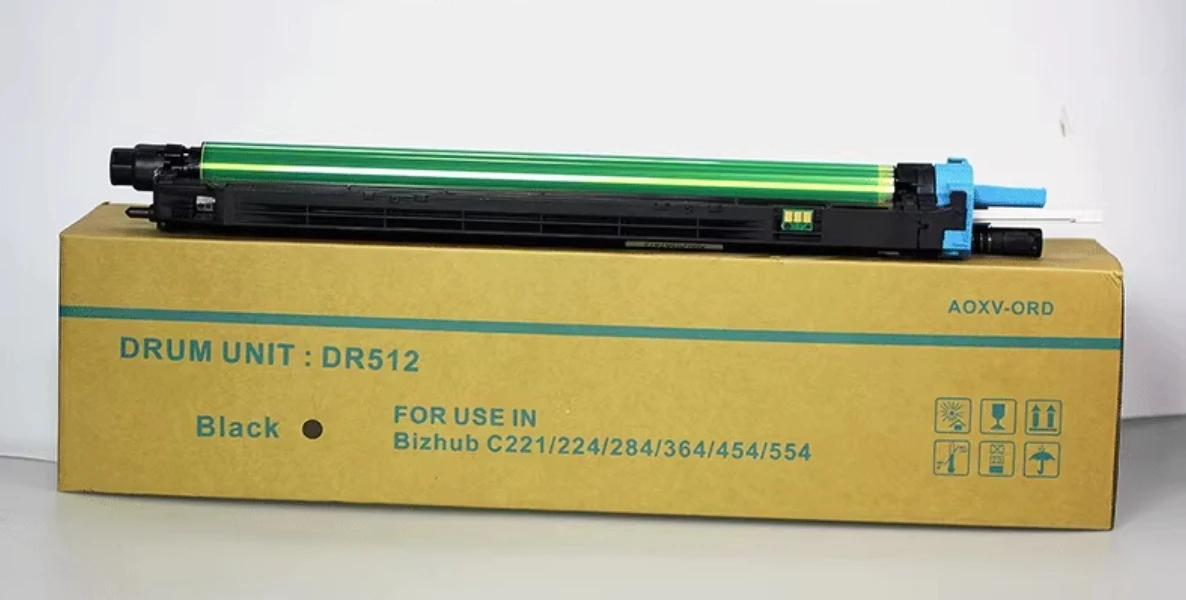 AOXV-ORD
DRUM UNIT : DR512
Black
FOR USE IN
Bizhub C221/224/284/364/454/554